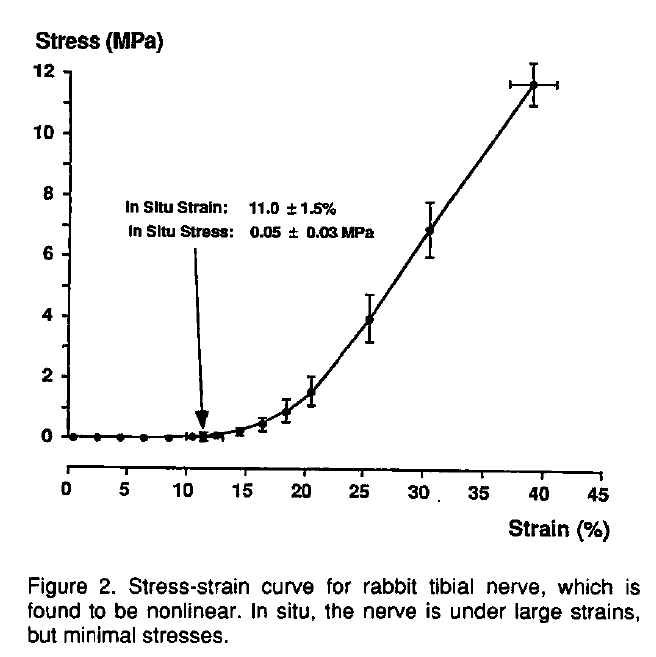 Stress (MPa)
12
10
8
In Situ Strain: 11.0 ± 1.5%
In Situ Stress: 0.05 ± 0.03 MPa
6
4
2
0
0 5 10 15 20 25 30 35 40 45
Strain (%)
Figure 2. Stress-strain curve for rabbit tibial nerve, which is
found to be nonlinear. In situ, the nerve is under large strains,
but minimal stresses.